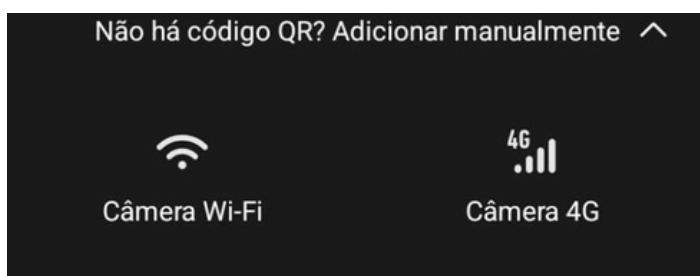 Não há código QR? Adicionar manualmente
4G
Câmera Wi-Fi
Câmera 4G